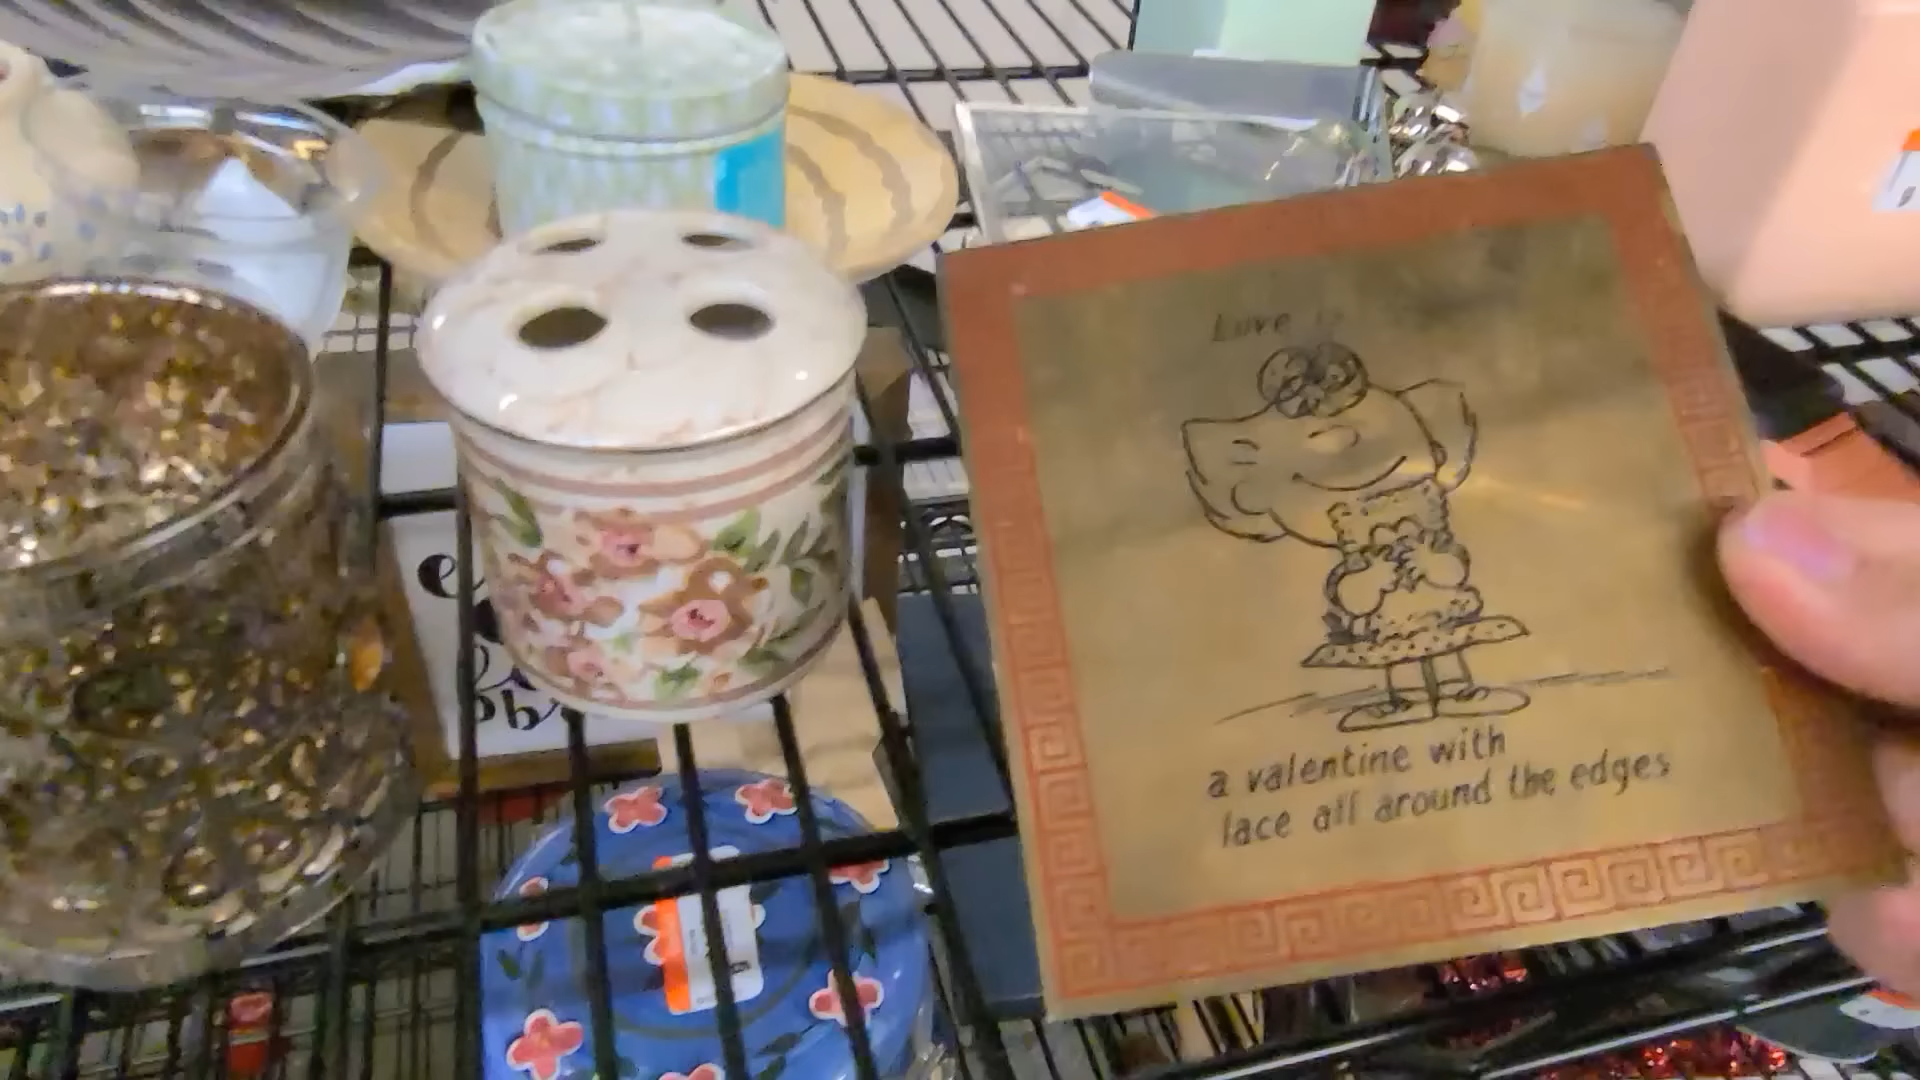 Love is
a valentine with
lace all around the edges